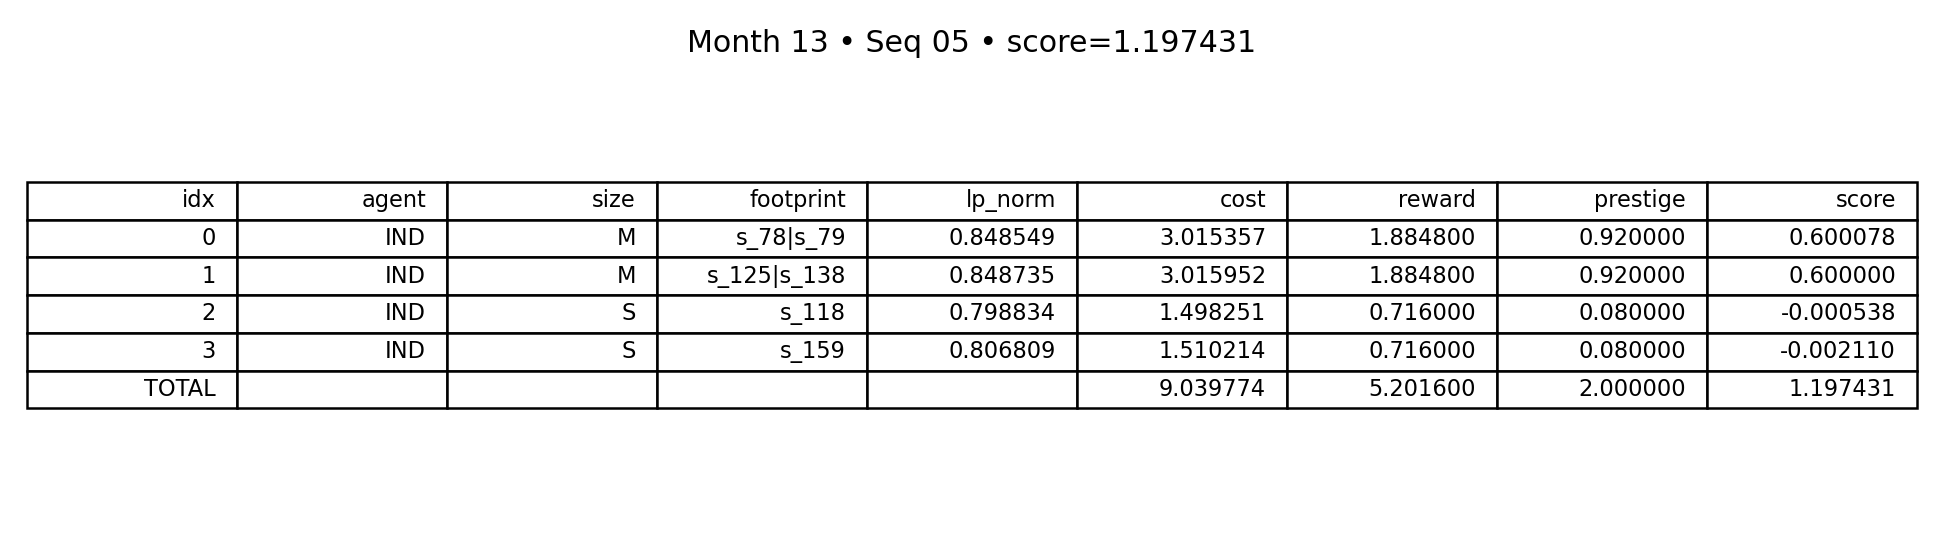 Month 13 • Seq 05 • score=1.197431
idx agent size footprint lp_norm cost reward prestige score
0 IND M s_78|s_79 0.848549 3.015357 1.884800 0.920000 0.600078
1 IND M s_125|s_138 0.848735 3.015952 1.884800 0.920000 0.600000
2 IND S s_118 0.798834 1.498251 0.716000 0.080000 -0.000538
3 IND S s_159 0.806809 1.510214 0.716000 0.080000 -0.002110
TOTAL 9.039774 5.201600 2.000000 1.197431